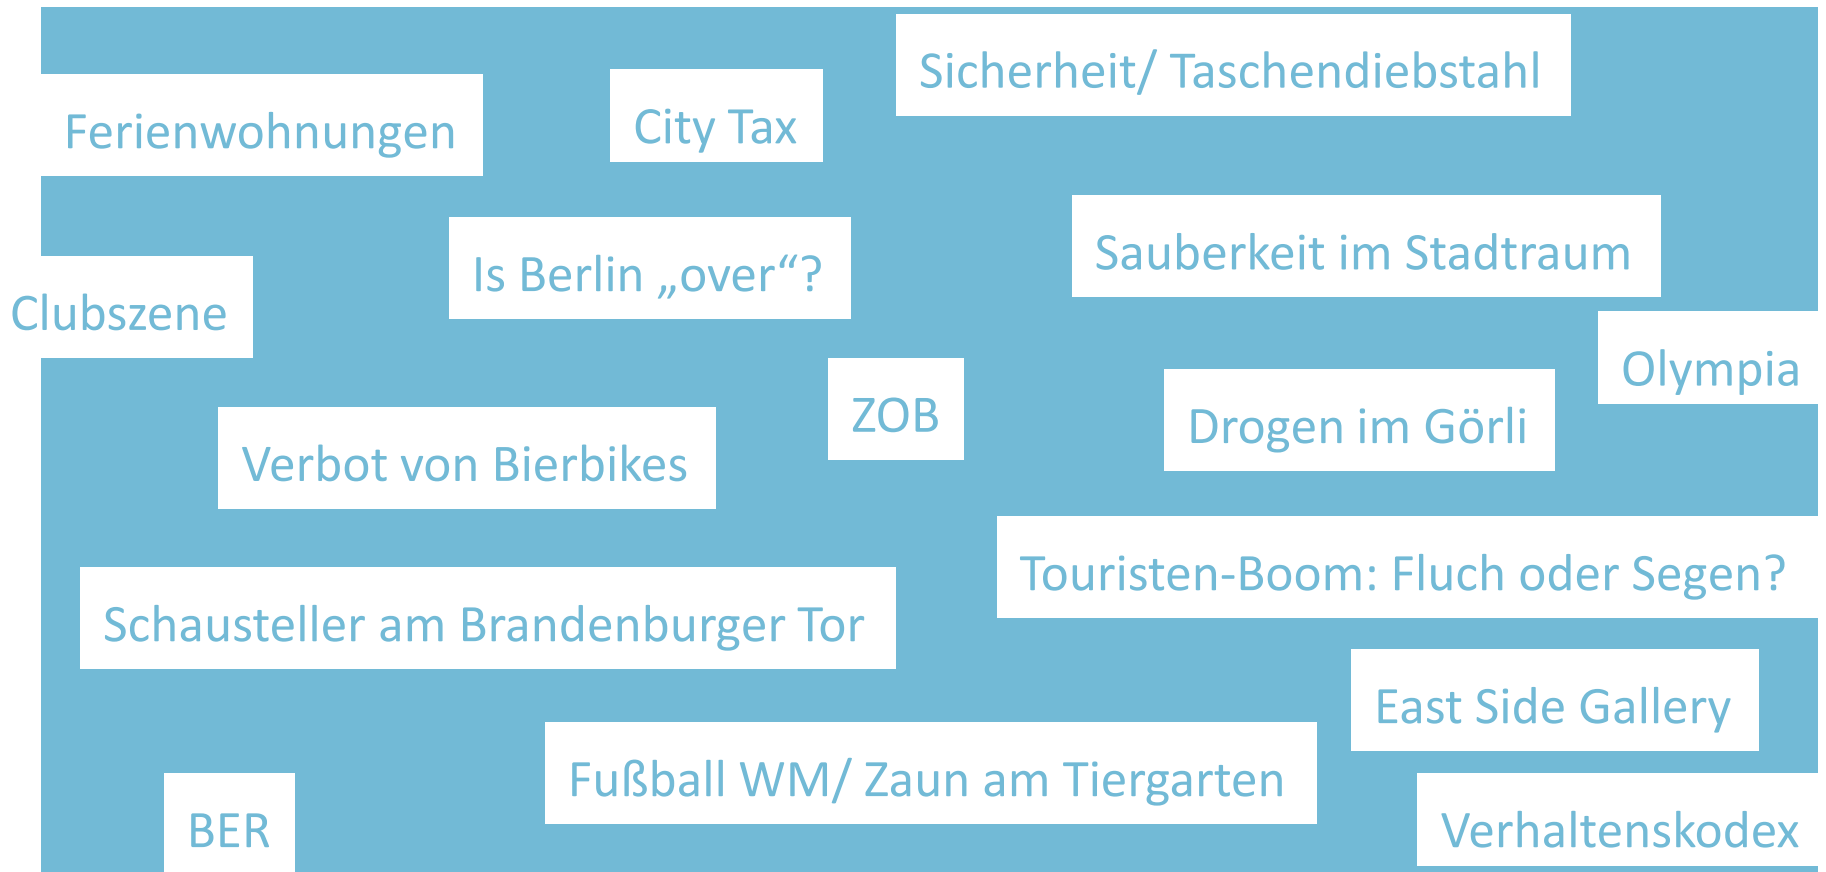 Sicherheit/ Taschendiebstahl
Ferienwohnungen
City Tax
Sauberkeit im Stadtraum
Is Berlin „over“?
Clubszene
Olympia
ZOB
Drogen im Görli
Verbot von Bierbikes
Touristen-Boom: Fluch oder Segen?
Schausteller am Brandenburger Tor
East Side Gallery
Fußball WM/ Zaun am Tiergarten
BER
Verhaltenskodex